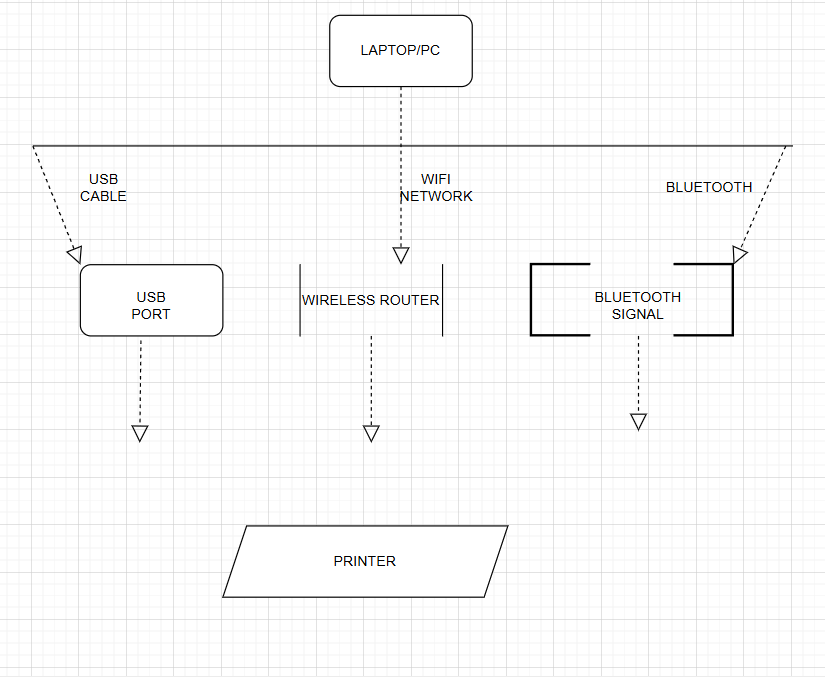 LAPTOP/PC
USB
CABLE
WIFI
NETWORK
BLUETOOTH
USB
PORT
WIRELESS ROUTER
BLUETOOTH
SIGNAL
PRINTER